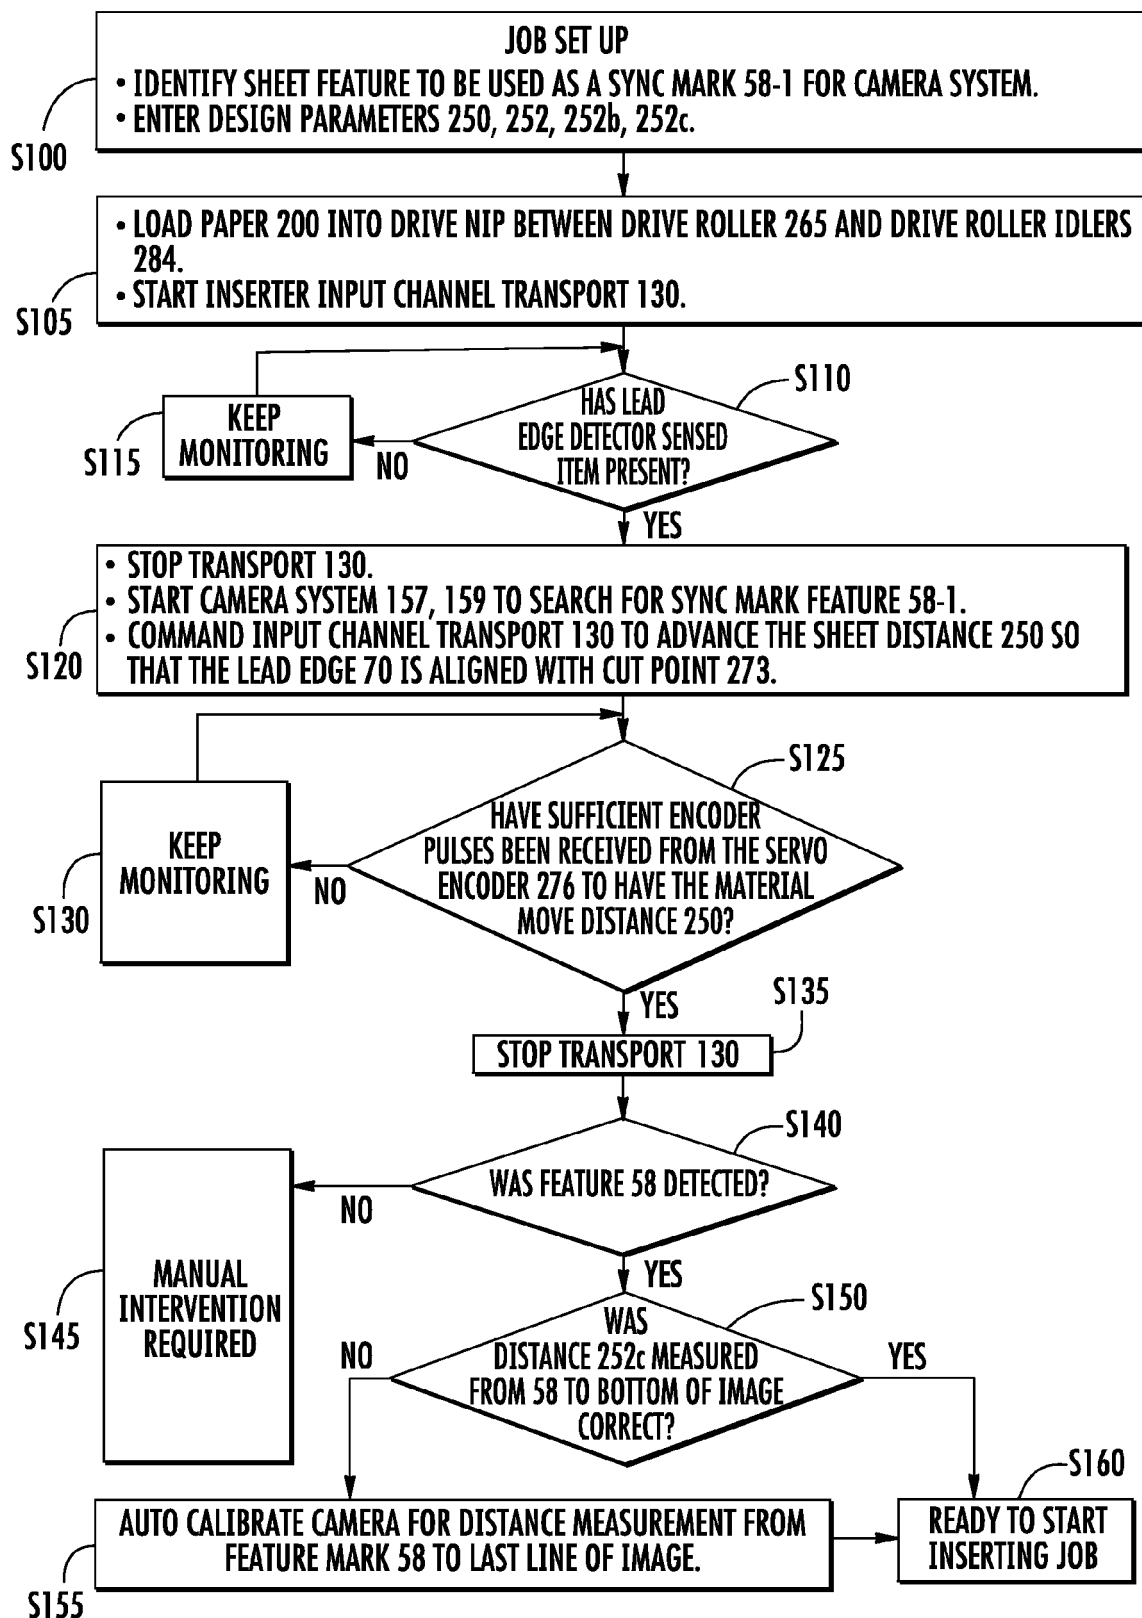 JOB SET UP
• IDENTIFY SHEET FEATURE TO BE USED AS A SYNC MARK 58-1 FOR CAMERA SYSTEM.
• ENTER DESIGN PARAMETERS 250, 252, 252b, 252c.
S100
• LOAD PAPER 200 INTO DRIVE NIP BETWEEN DRIVE ROLLER 265 AND DRIVE ROLLER IDLERS
284.
• START INSERTER INPUT CHANNEL TRANSPORT 130.
S105
S110
HAS LEAD
EDGE DETECTOR SENSED
ITEM PRESENT?
KEEP
MONITORING
S115
NO
YES
• STOP TRANSPORT 130.
• START CAMERA SYSTEM 157, 159 TO SEARCH FOR SYNC MARK FEATURE 58-1.
• COMMAND INPUT CHANNEL TRANSPORT 130 TO ADVANCE THE SHEET DISTANCE 250 SO
THAT THE LEAD EDGE 70 IS ALIGNED WITH CUT POINT 273.
S120
S125
HAVE SUFFICIENT ENCODER
PULSES BEEN RECEIVED FROM THE SERVO
ENCODER 276 TO HAVE THE MATERIAL
MOVE DISTANCE 250?
KEEP
MONITORING
NO
S130
YES
S135
STOP TRANSPORT 130
S140
WAS FEATURE 58 DETECTED?
NO
YES
MANUAL
INTERVENTION
REQUIRED
S145
S150
WAS
DISTANCE 252c MEASURED
FROM 58 TO BOTTOM OF IMAGE
CORRECT?
NO
YES
S160
AUTO CALIBRATE CAMERA FOR DISTANCE MEASUREMENT FROM
FEATURE MARK 58 TO LAST LINE OF IMAGE.
S155
READY TO START
INSERTING JOB